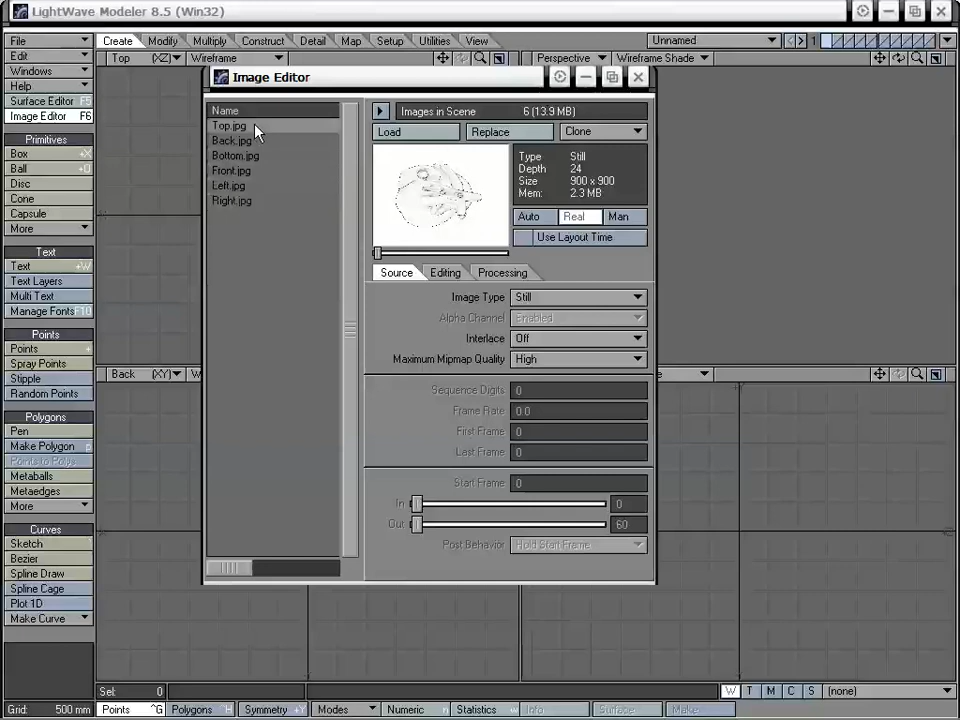 LightWave Modeler 8.5 (Win32)
File
Edit
Windows
Help
Surface Editor F5
Image Editor F6
Primitives
Box +X
Ball +O
Disc
Cone
Capsule
More
Text
Text +W
Text Layers
Multi Text
Manage Fonts F10
Points
Points +
Spray Points
Stipple
Random Points
Polygons
Pen
Make Polygon p
Points to Polys
Metaballs
Metaedges
More
Curves
Sketch
Bezier
Spline Draw
Spline Cage
Plot 1D
Make Curve
Create Modify Multiply Construct Detail Map Setup Utilities View
Unnamed
1
Top (XZ) Wireframe
Perspective Wireframe Shade
Back (XY)
Image Editor
Name
Top.jpg
Back.jpg
Bottom.jpg
Front.jpg
Left.jpg
Right.jpg
Images in Scene 6 (13.9 MB)
Load Replace Clone
Type Still
Depth 24
Size 900 x 900
Mem: 2.3 MB
Auto Real Man
Use Layout Time
Source Editing Processing
Image Type Still
Alpha Channel Enabled
Interlace Off
Maximum Mipmap Quality High
Sequence Digits 0
Frame Rate 0.0
First Frame 0
Last Frame 0
Start Frame 0
In 0
Out 60
Post Behavior Hold Start Frame
Sel: 0
W T M C S (none)
Grid: 500 mm
Points ^G Polygons ^H Symmetry +Y Modes Numeric n Statistics w Info i Surface q Make